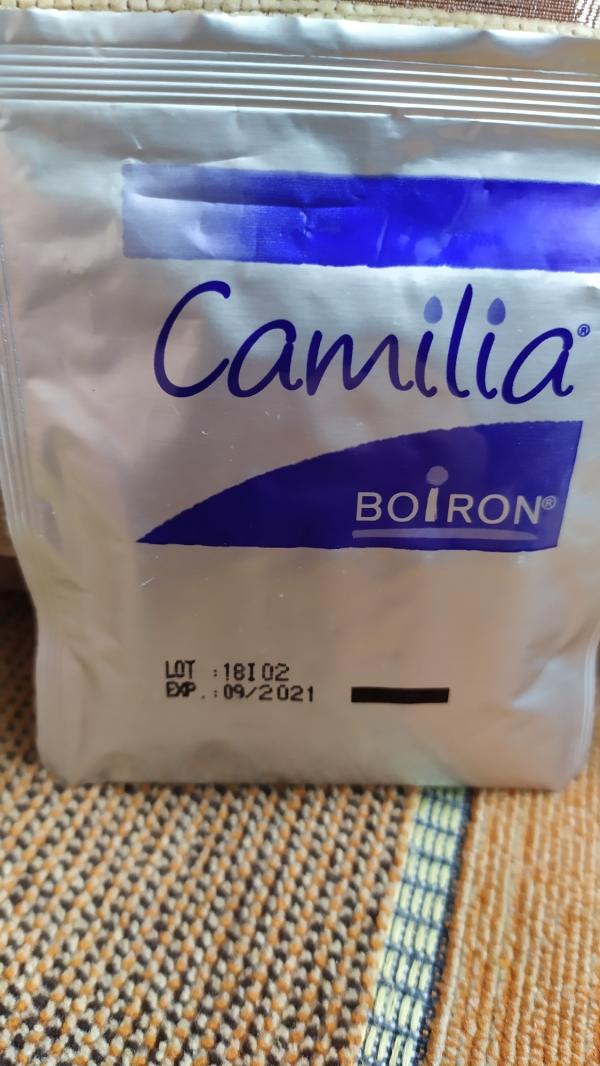 Camilia®
BOIRON®
LOT :18I02
EXP.:09/2021